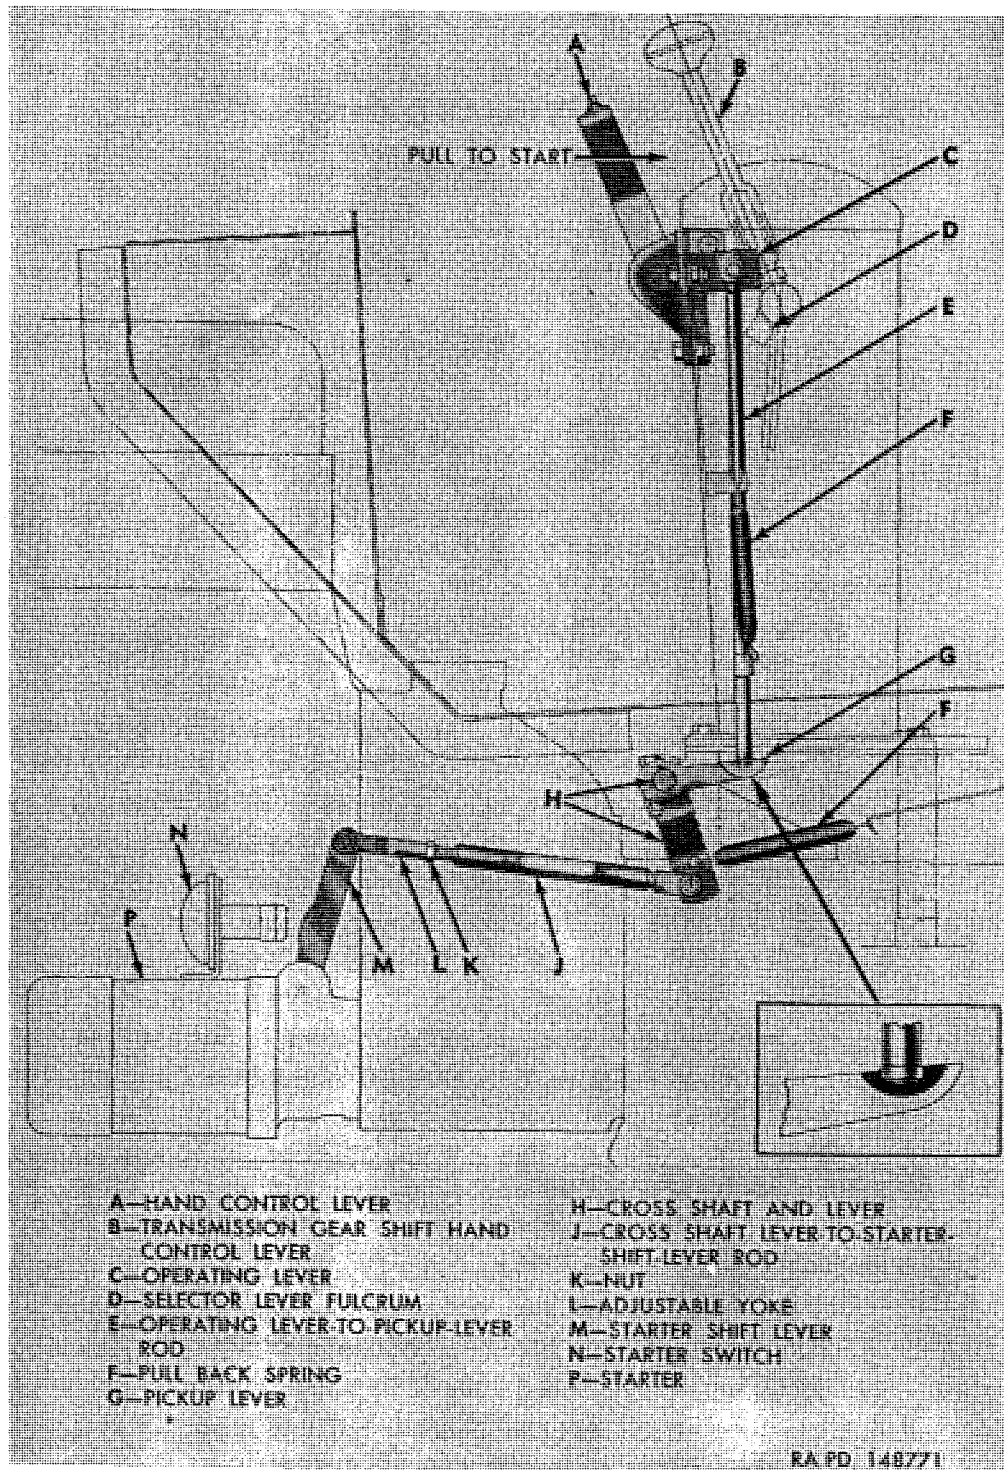 A
B
PULL TO START
C
D
E
F
G
F
H
N
P
M
L
K
J
A—HAND CONTROL LEVER
B—TRANSMISSION GEAR SHIFT HAND
CONTROL LEVER
C—OPERATING LEVER
D—SELECTOR LEVER FULCRUM
E—OPERATING LEVER-TO-PICKUP-LEVER
ROD
F—PULL BACK SPRING
G—PICKUP LEVER
H—CROSS SHAFT AND LEVER
J—CROSS SHAFT LEVER-TO-STARTER-
SHIFT-LEVER ROD
K—NUT
L—ADJUSTABLE YOKE
M—STARTER SHIFT LEVER
N—STARTER SWITCH
P—STARTER
RA PD 148771